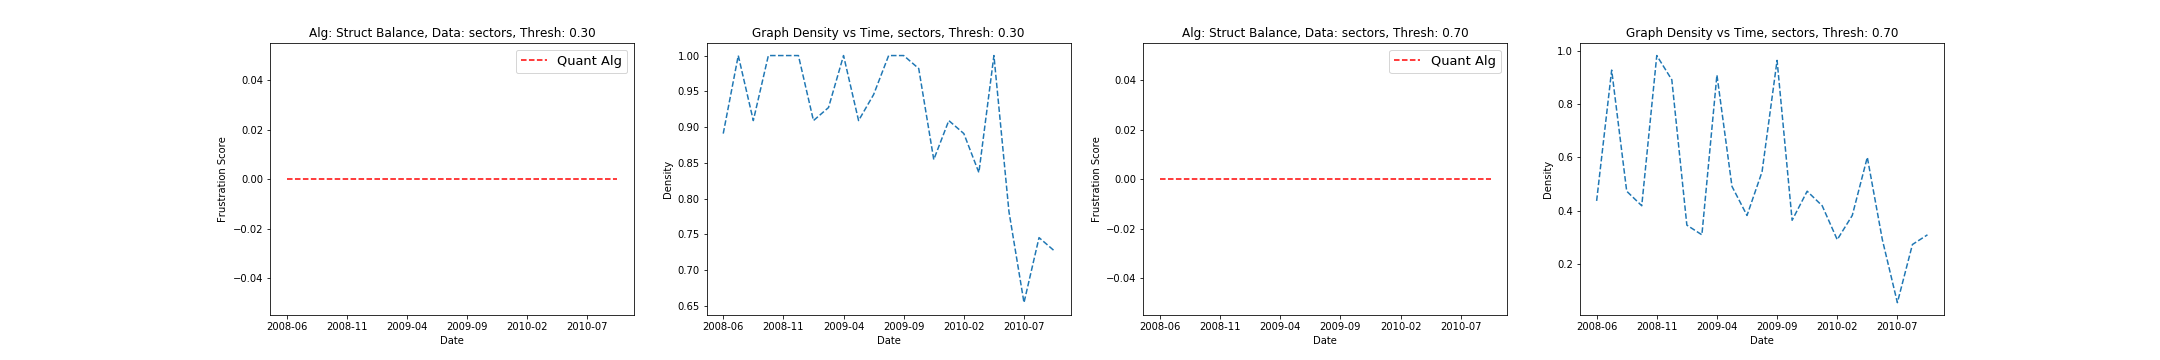 Alg: Struct Balance, Data: sectors, Thresh: 0.30
Quant Alg
0.04
0.02
0.00
−0.02
−0.04
Frustration Score
2008-06 2008-11 2009-04 2009-09 2010-02 2010-07
Date
Graph Density vs Time, sectors, Thresh: 0.30
1.00
0.95
0.90
0.85
0.80
0.75
0.70
0.65
Density
2008-06 2008-11 2009-04 2009-09 2010-02 2010-07
Date
Alg: Struct Balance, Data: sectors, Thresh: 0.70
Quant Alg
0.04
0.02
0.00
−0.02
−0.04
Frustration Score
2008-06 2008-11 2009-04 2009-09 2010-02 2010-07
Date
Graph Density vs Time, sectors, Thresh: 0.70
1.0
0.8
0.6
0.4
0.2
Density
2008-06 2008-11 2009-04 2009-09 2010-02 2010-07
Date